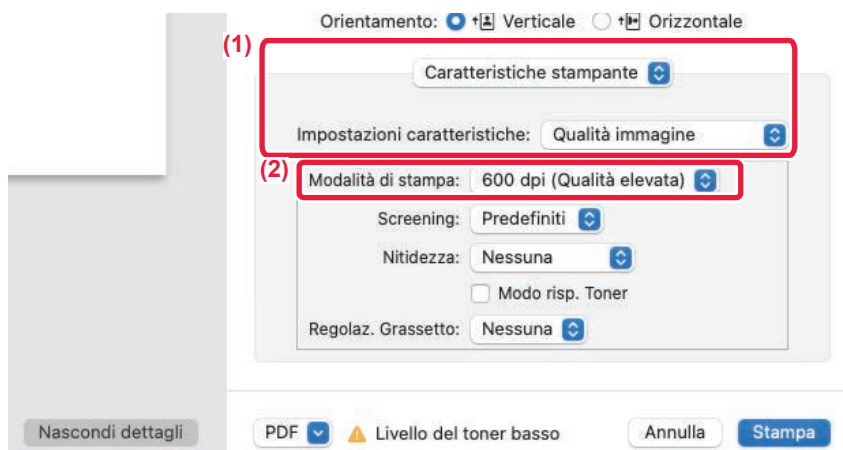 Orientamento: Verticale Orizzontale
(1)
Caratteristiche stampante
Impostazioni caratteristiche: Qualità immagine
(2)
Modalità di stampa: 600 dpi (Qualità elevata)
Screening: Predefiniti
Nitidezza: Nessuna
Modo risp. Toner
Regolaz. Grassetto: Nessuna
Nascondi dettagli PDF Livello del toner basso Annulla Stampa